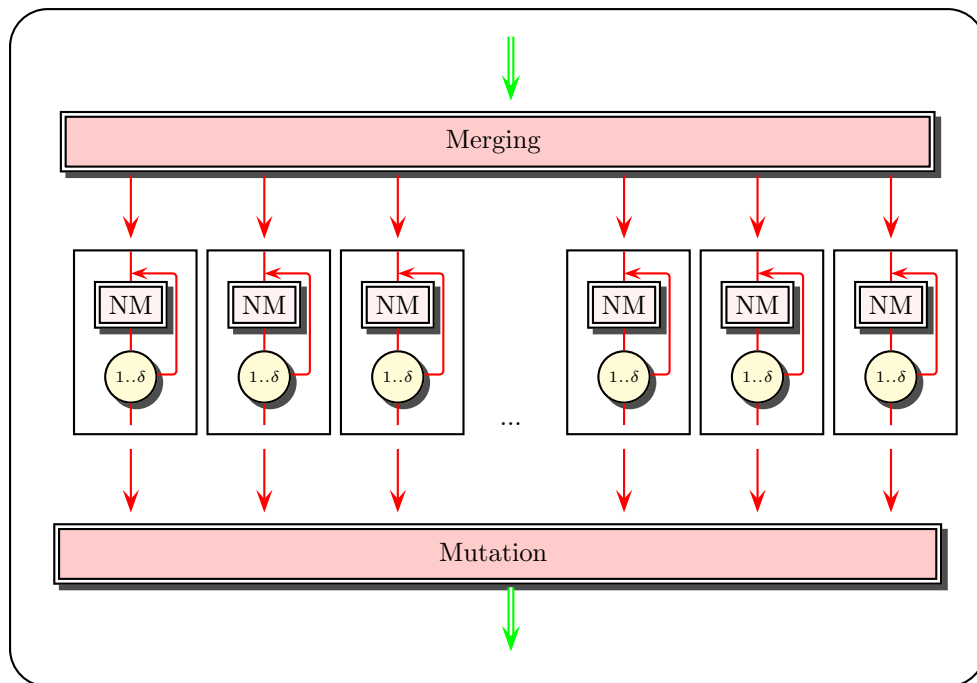 Merging
NM NM NM NM NM NM
1..δ 1..δ 1..δ 1..δ 1..δ 1..δ
...
Mutation